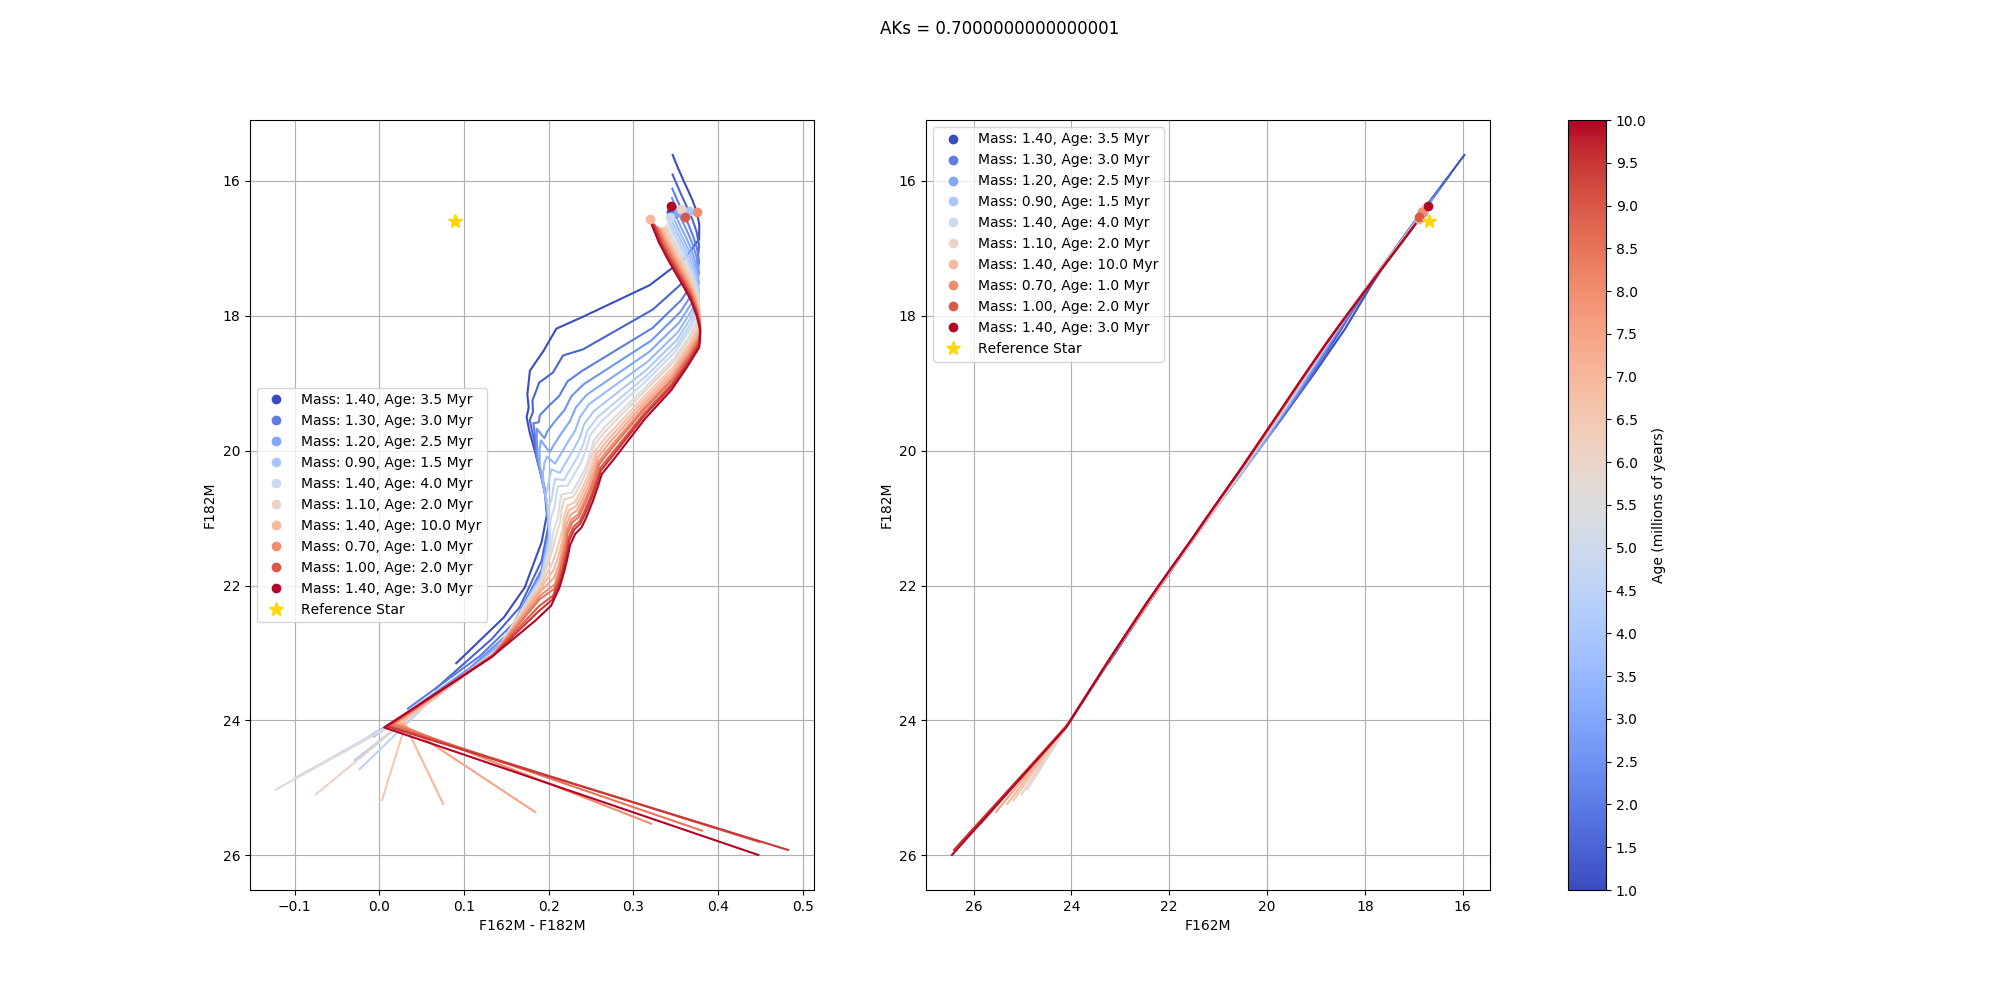 AKs = 0.7000000000000001
16
18
20
22
24
26
F182M
Mass: 1.40, Age: 3.5 Myr
Mass: 1.30, Age: 3.0 Myr
Mass: 1.20, Age: 2.5 Myr
Mass: 0.90, Age: 1.5 Myr
Mass: 1.40, Age: 4.0 Myr
Mass: 1.10, Age: 2.0 Myr
Mass: 1.40, Age: 10.0 Myr
Mass: 0.70, Age: 1.0 Myr
Mass: 1.00, Age: 2.0 Myr
Mass: 1.40, Age: 3.0 Myr
Reference Star
−0.1 0.0 0.1 0.2 0.3 0.4 0.5
F162M - F182M
16
18
20
22
24
26
F182M
Mass: 1.40, Age: 3.5 Myr
Mass: 1.30, Age: 3.0 Myr
Mass: 1.20, Age: 2.5 Myr
Mass: 0.90, Age: 1.5 Myr
Mass: 1.40, Age: 4.0 Myr
Mass: 1.10, Age: 2.0 Myr
Mass: 1.40, Age: 10.0 Myr
Mass: 0.70, Age: 1.0 Myr
Mass: 1.00, Age: 2.0 Myr
Mass: 1.40, Age: 3.0 Myr
Reference Star
26 24 22 20 18 16
F162M
10.0
9.5
9.0
8.5
8.0
7.5
7.0
6.5
6.0
5.5
5.0
4.5
4.0
3.5
3.0
2.5
2.0
1.5
1.0
Age (millions of years)